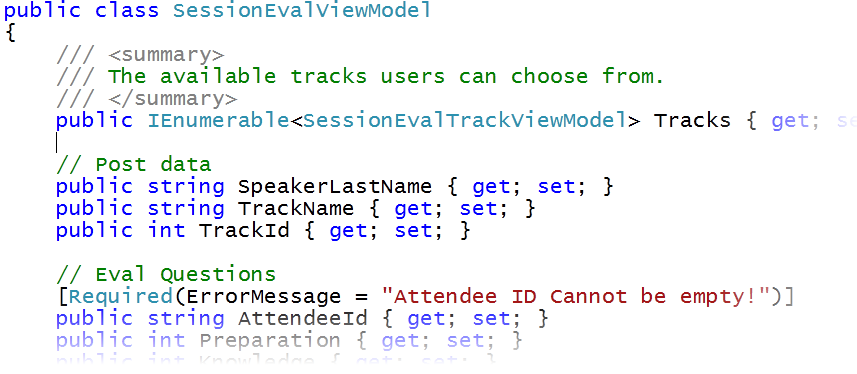 public class SessionEvalViewModel
{
/// <summary>
/// The available tracks users can choose from.
/// </summary>
public IEnumerable<SessionEvalTrackViewModel> Tracks { get; se
// Post data
public string SpeakerLastName { get; set; }
public string TrackName { get; set; }
public int TrackId { get; set; }
// Eval Questions
[Required(ErrorMessage = "Attendee ID Cannot be empty!")]
public string AttendeeId { get; set; }
public int Preparation { get; set; }
public int Knowledge { get; set; }